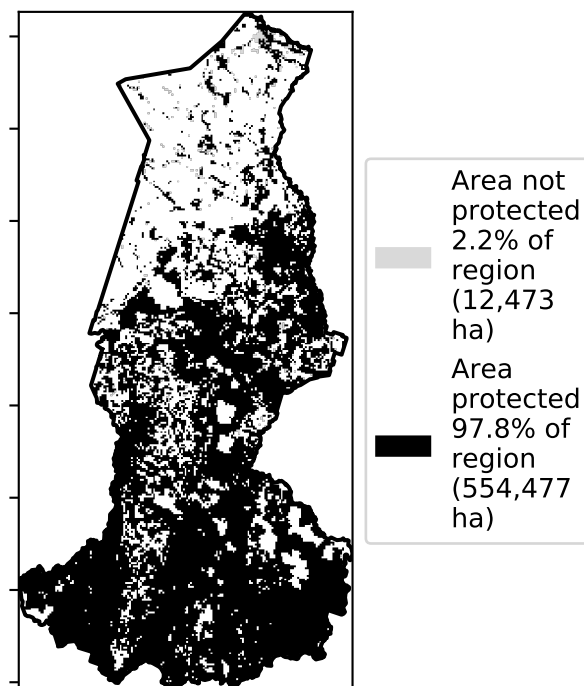 Area not
protected
2.2% of
region
(12,473
ha)
Area
protected
97.8% of
region
(554,477
ha)